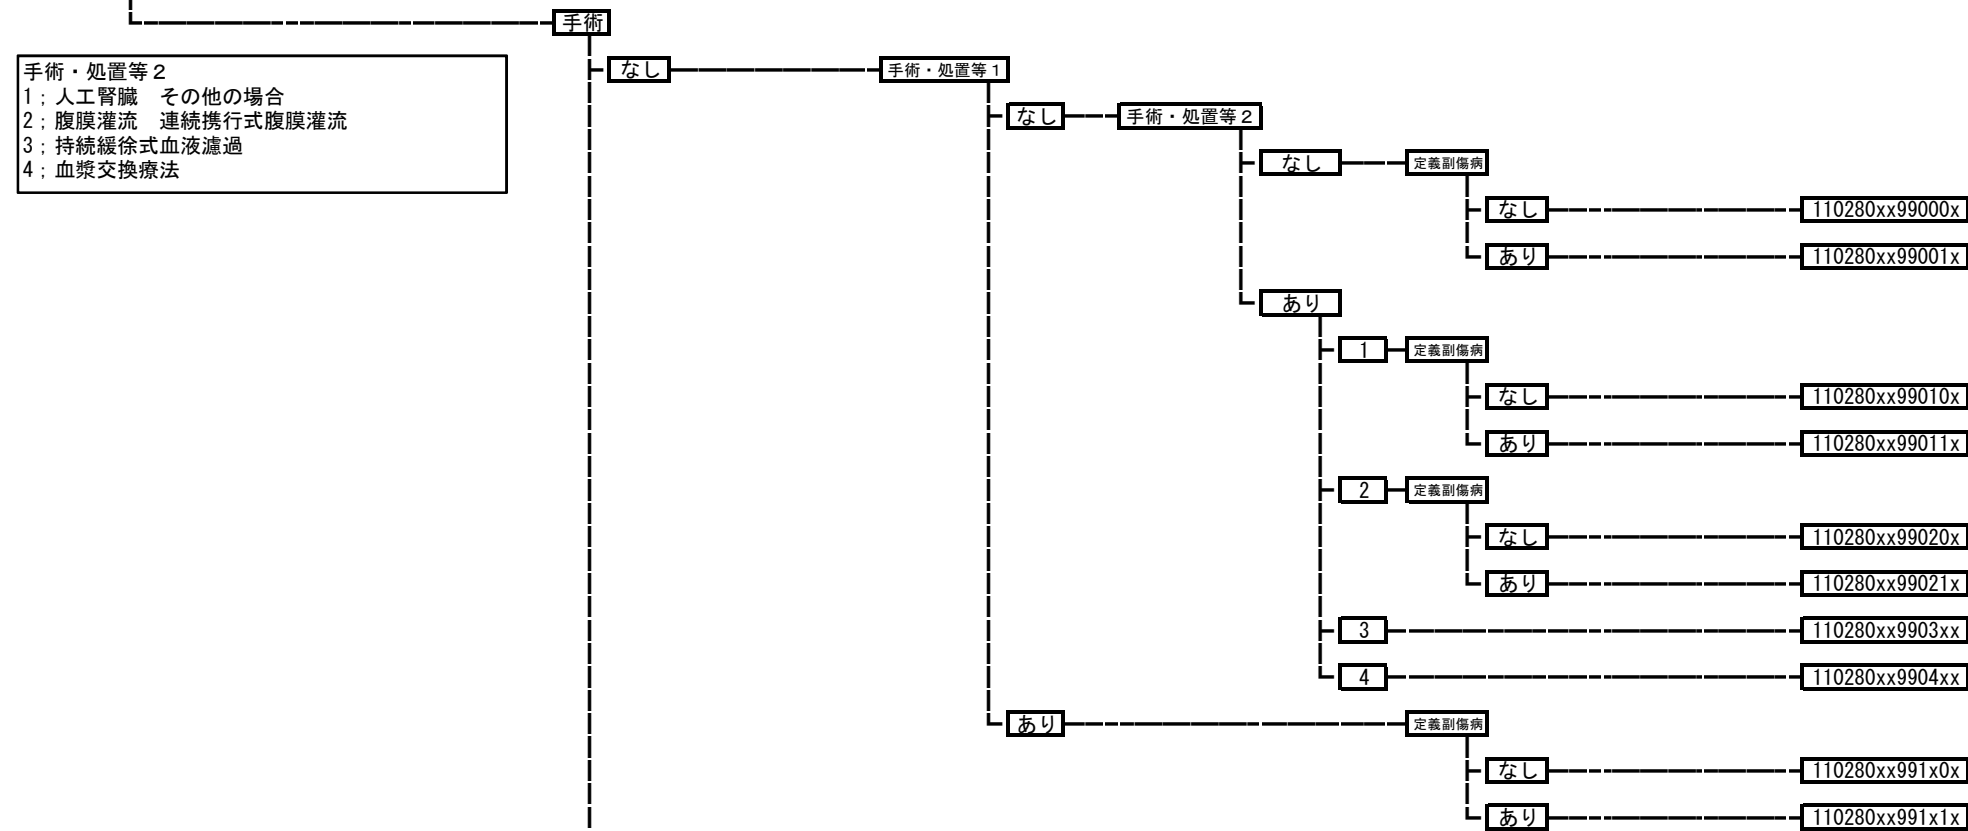 手術
手術・処置等２
1；人工腎臓　その他の場合
2；腹膜灌流　連続携行式腹膜灌流
3；持続緩徐式血液濾過
4；血漿交換療法
なし
手術・処置等１
なし
手術・処置等２
なし
定義副傷病
なし
110280xx99000x
あり
110280xx99001x
あり
1
定義副傷病
なし
110280xx99010x
あり
110280xx99011x
2
定義副傷病
なし
110280xx99020x
あり
110280xx99021x
3
110280xx9903xx
4
110280xx9904xx
あり
定義副傷病
なし
110280xx991x0x
あり
110280xx991x1x